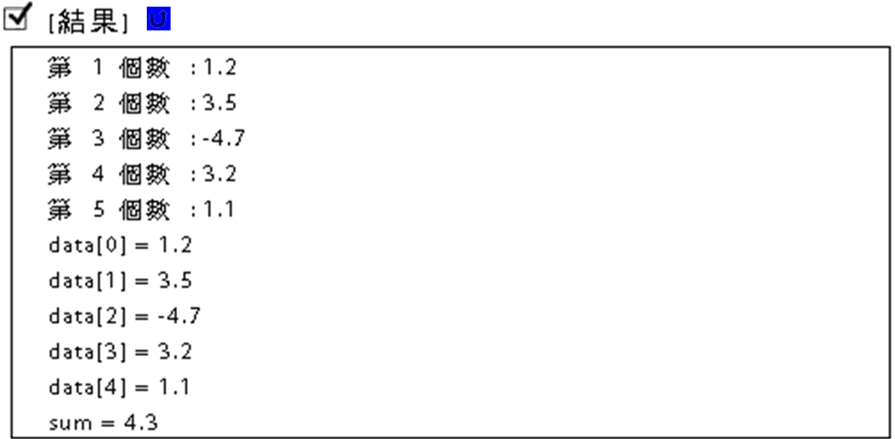 [結果]
第 1 個數 :1.2
第 2 個數 :3.5
第 3 個數 :-4.7
第 4 個數 :3.2
第 5 個數 :1.1
data[0] = 1.2
data[1] = 3.5
data[2] = -4.7
data[3] = 3.2
data[4] = 1.1
sum = 4.3